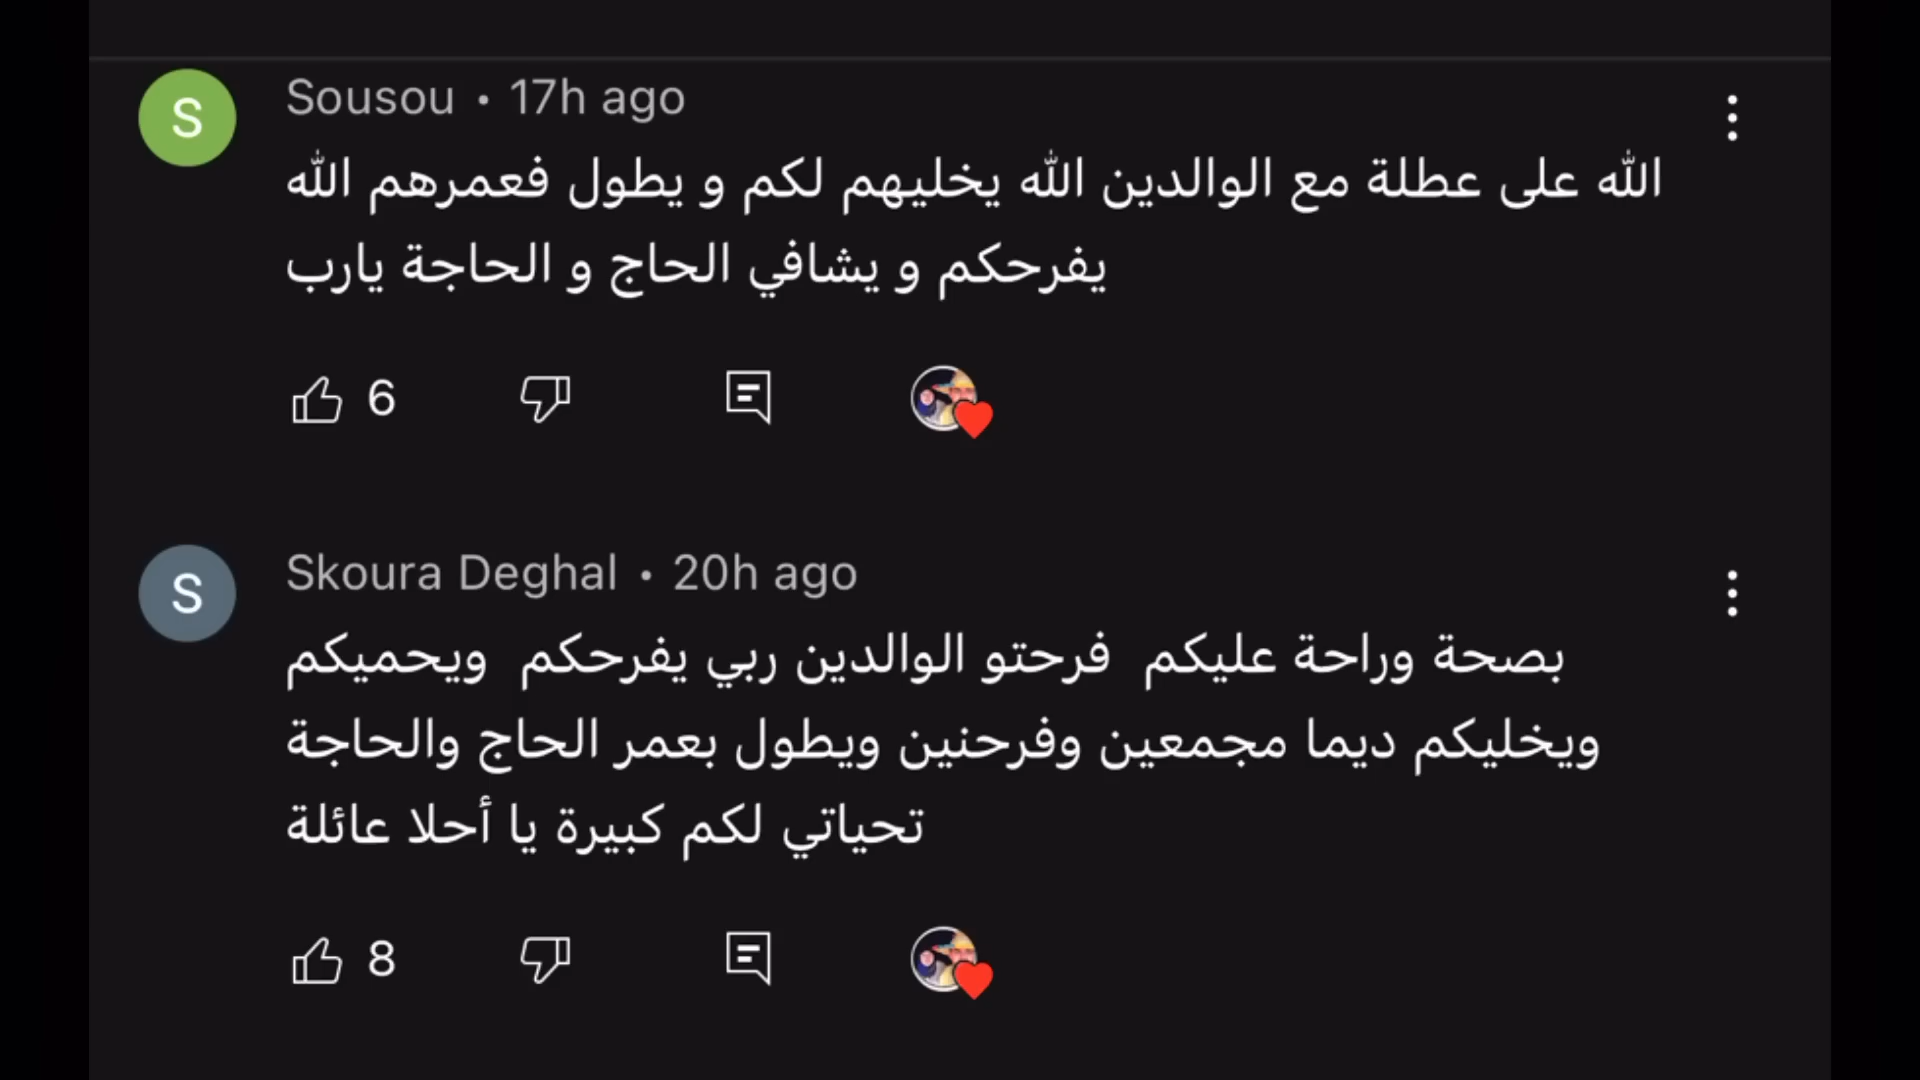 S
Sousou • 17h ago
الله على عطلة مع الوالدين الله يخليهم لكم و يطول فعمرهم الله
يفرحكم و يشافي الحاج و الحاجة يارب
6
S
Skoura Deghal • 20h ago
بصحة وراحة عليكم فرحتو الوالدين ربي يفرحكم ويحميكم
ويخليكم ديما مجمعين وفرحنين ويطول بعمر الحاج والحاجة
تحياتي لكم كبيرة يا أحلا عائلة
8